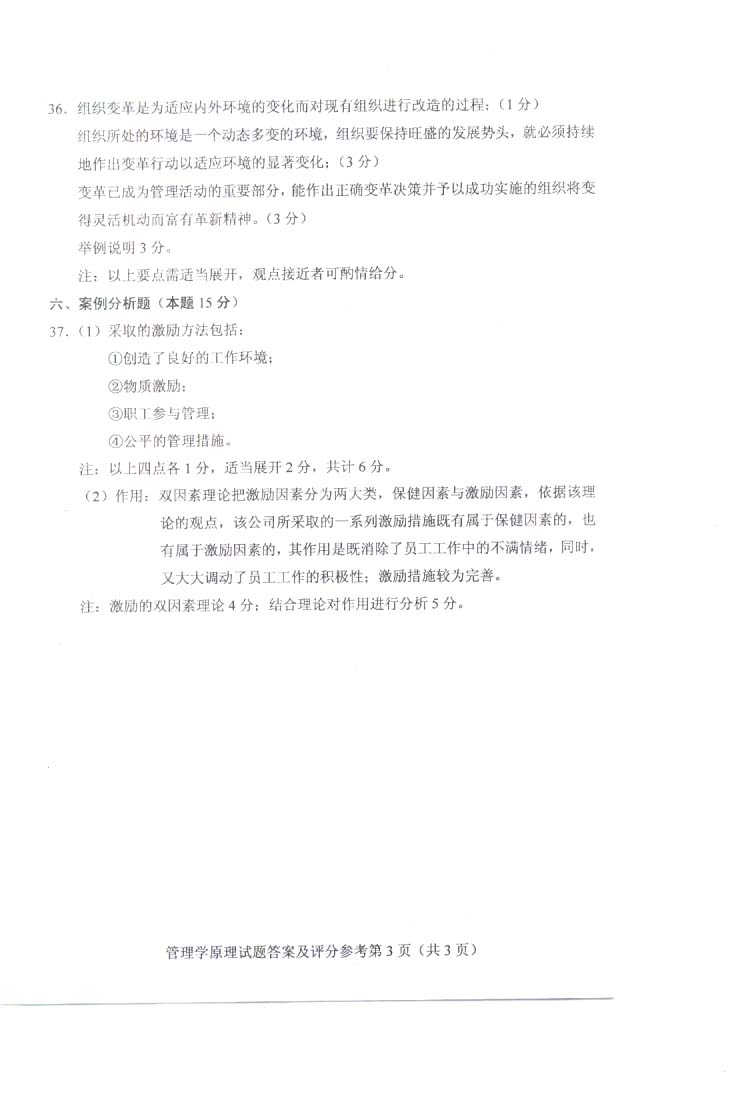 36．组织变革是为适应内外环境的变化而对现有组织进行改造的过程；（1 分）
组织所处的环境是一个动态多变的环境，组织要保持旺盛的发展势头，就必须持续
地作出变革行动以适应环境的显著变化；（3 分）
变革已成为管理活动的重要部分，能作出正确变革决策并予以成功实施的组织将变
得灵活机动而富有革新精神。（3 分）
举例说明 3 分。
注：以上要点需适当展开，观点接近者可酌情给分。
六、案例分析题（本题 15 分）
37．（1）采取的激励方法包括：
①创造了良好的工作环境；
②物质激励；
③职工参与管理；
④公平的管理措施。
注：以上四点各 1 分，适当展开 2 分，共计 6 分。
（2）作用：双因素理论把激励因素分为两大类，保健因素与激励因素，依据该理
论的观点，该公司所采取的一系列激励措施既有属于保健因素的，也
有属于激励因素的，其作用是既消除了员工工作中的不满情绪，同时，
又大大调动了员工工作的积极性；激励措施较为完善。
注：激励的双因素理论 4 分；结合理论对作用进行分析 5 分。
管理学原理试题答案及评分参考第 3 页（共 3 页）